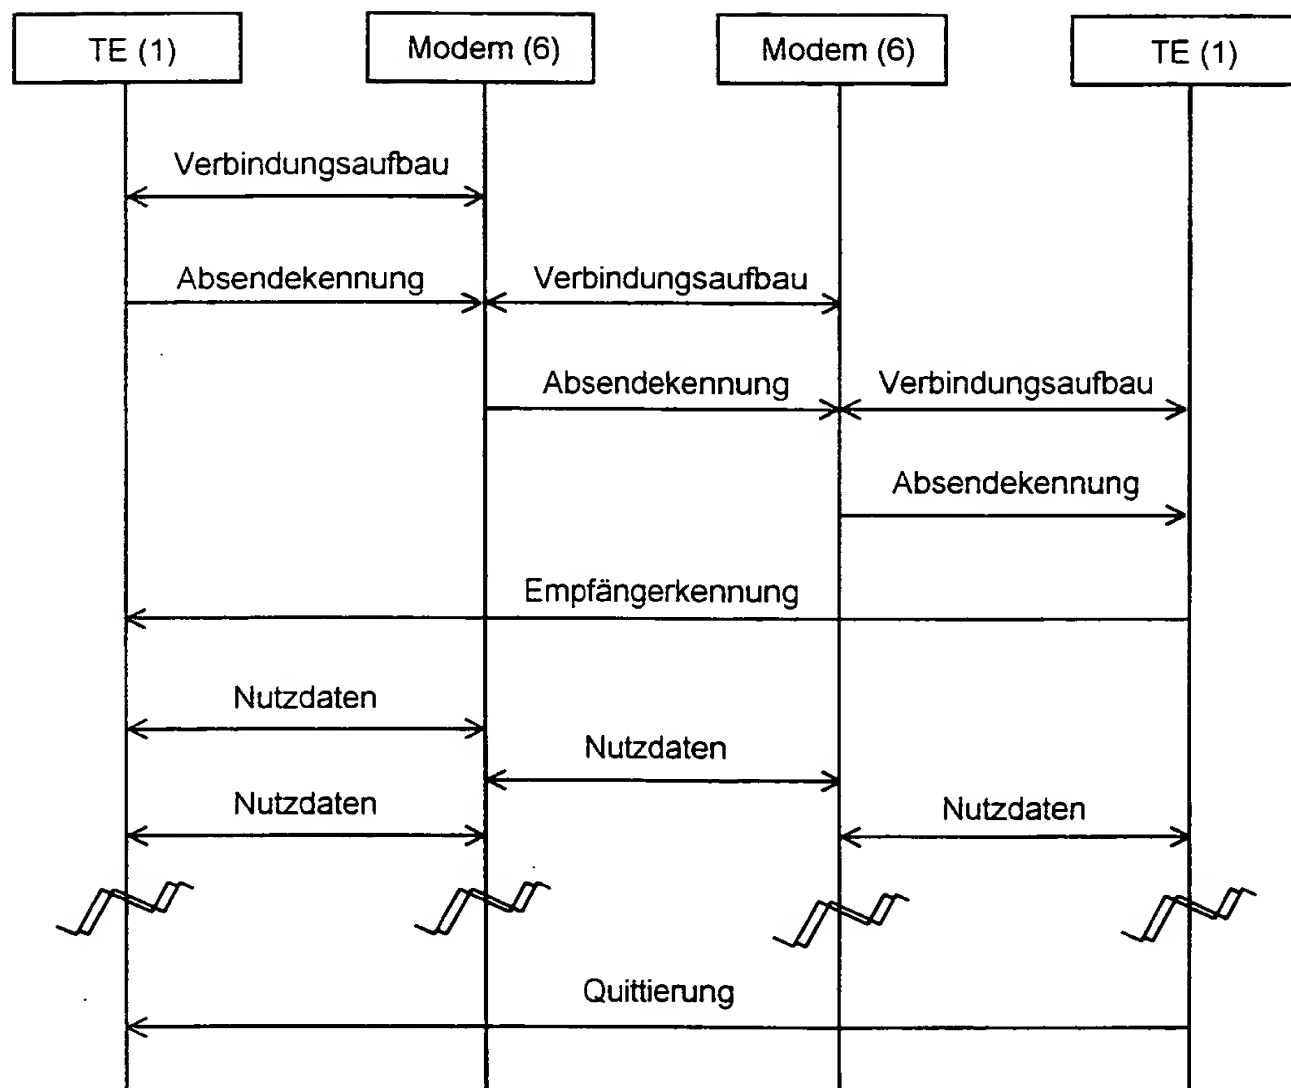 TE (1)
Modem (6)
Modem (6)
TE (1)
Verbindungsaufbau
Absendekennung
Verbindungsaufbau
Absendekennung
Verbindungsaufbau
Absendekennung
Empfängerkennung
Nutzdaten
Nutzdaten
Nutzdaten
Nutzdaten
Quittierung